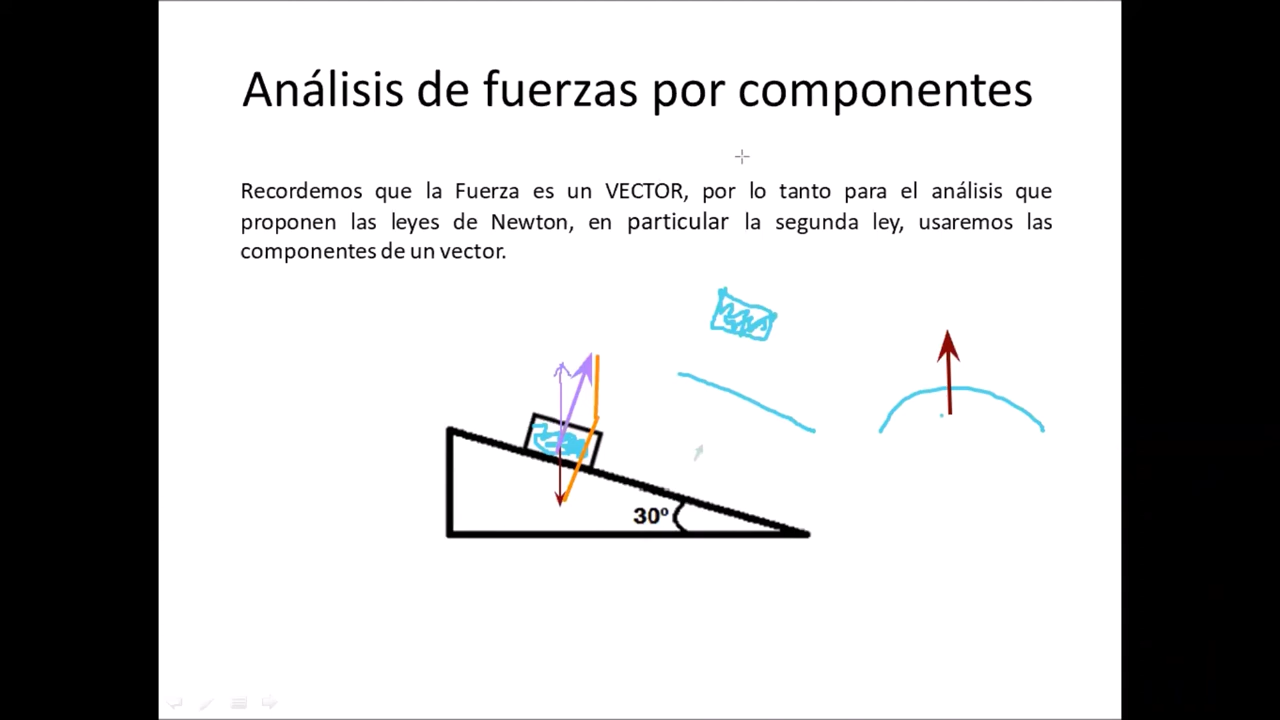 Análisis de fuerzas por componentes
Recordemos que la Fuerza es un VECTOR, por lo tanto para el análisis que
proponen las leyes de Newton, en particular la segunda ley, usaremos las
componentes de un vector.
30º